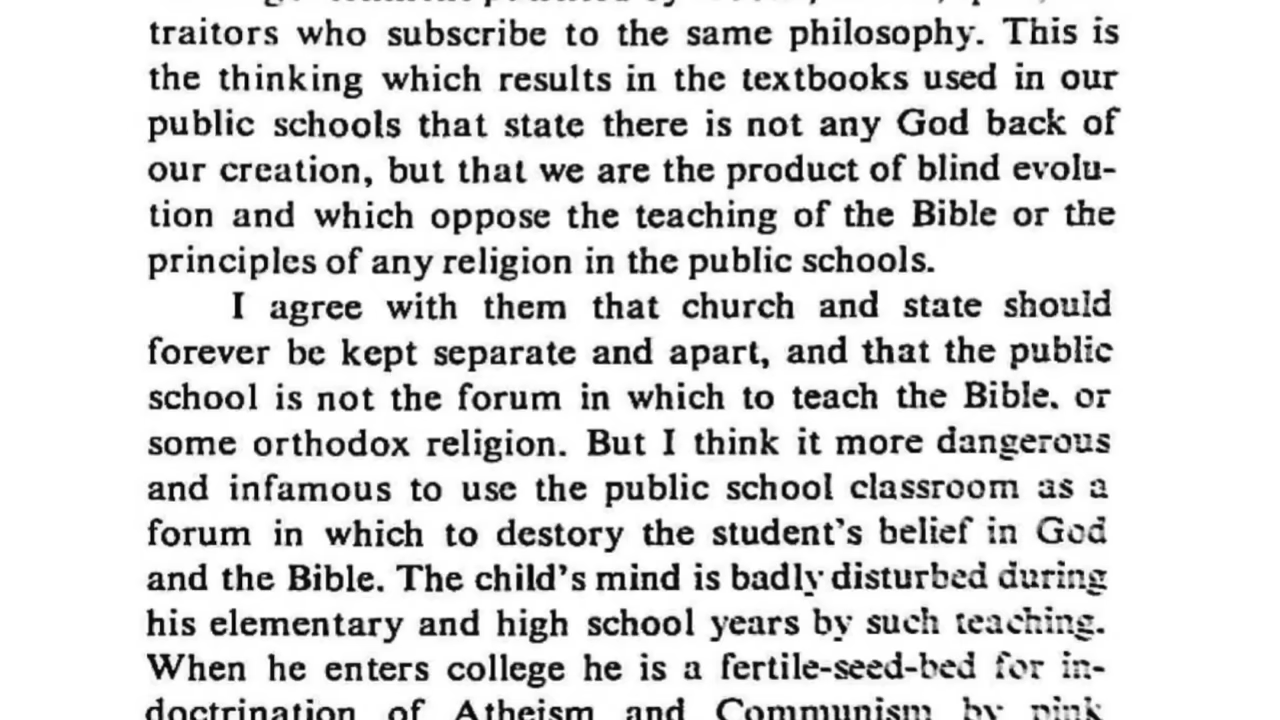 traitors who subscribe to the same philosophy. This is
the thinking which results in the textbooks used in our
public schools that state there is not any God back of
our creation, but that we are the product of blind evolu-
tion and which oppose the teaching of the Bible or the
principles of any religion in the public schools.
I agree with them that church and state should
forever be kept separate and apart, and that the public
school is not the forum in which to teach the Bible. or
some orthodox religion. But I think it more dangerous
and infamous to use the public school classroom as a
forum in which to destory the student's belief in God
and the Bible. The child's mind is badly disturbed during
his elementary and high school years by such teaching.
When he enters college he is a fertile-seed-bed for in-
doctrination of Atheism and Communism by pink